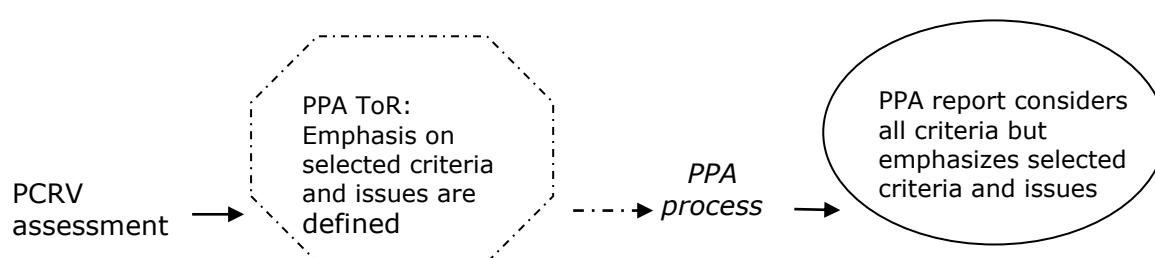 PCRV
assessment
PPA ToR:
Emphasis on
selected criteria
and issues are
defined
PPA
process
PPA report considers
all criteria but
emphasizes selected
criteria and issues